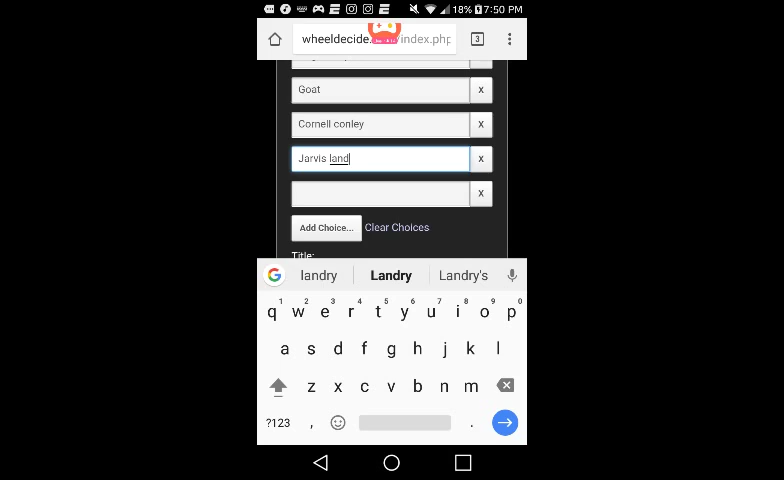 18% 7:50 PM
wheeldecide. /index.php
3
Goat X
Cornell conley X
Jarvis land X
X
Add Choice... Clear Choices
Title:
landry Landry Landry's
1 2 3 4 5 6 7 8 9 0
q w e r t y u i o p
a s d f g h j k l
z x c v b n m
?123 , .